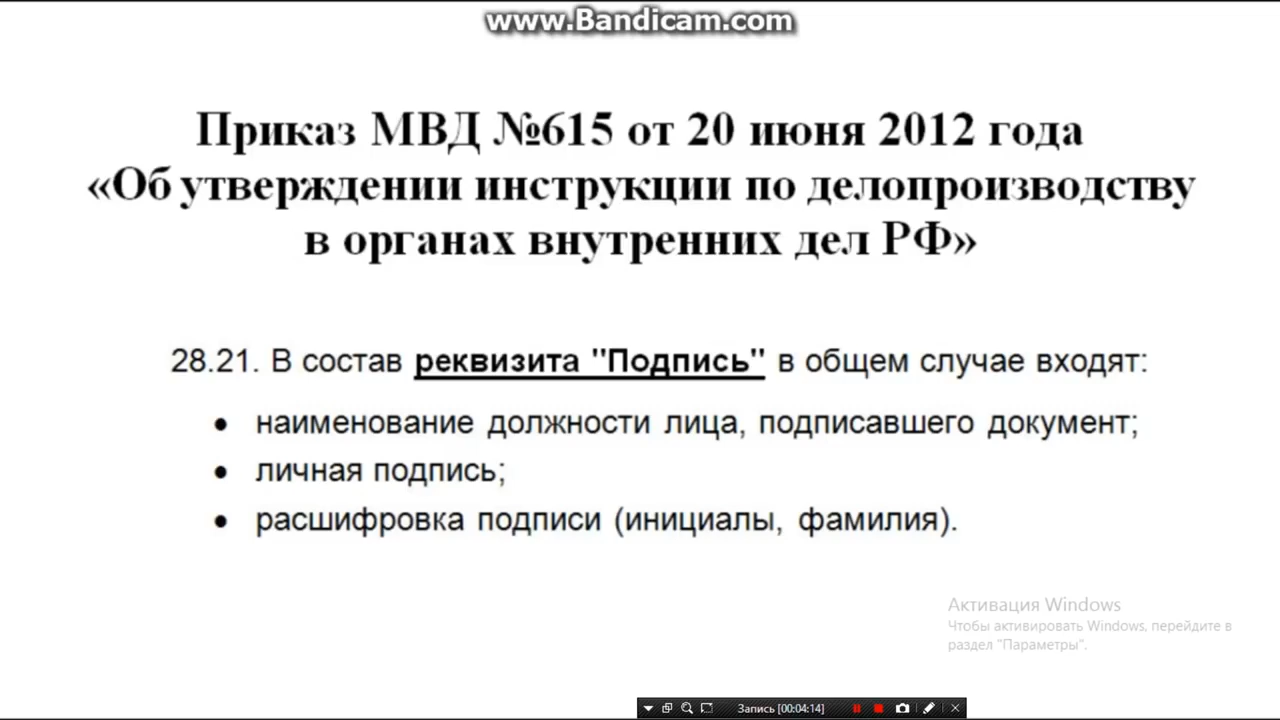 www.Bandicam.com
Приказ МВД №615 от 20 июня 2012 года
«Об утверждении инструкции по делопроизводству
в органах внутренних дел РФ»
28.21. В состав реквизита "Подпись" в общем случае входят:
• наименование должности лица, подписавшего документ;
• личная подпись;
• расшифровка подписи (инициалы, фамилия).
Активация Windows
Чтобы активировать Windows, перейдите в
раздел "Параметры".
Запись [00:04:14]